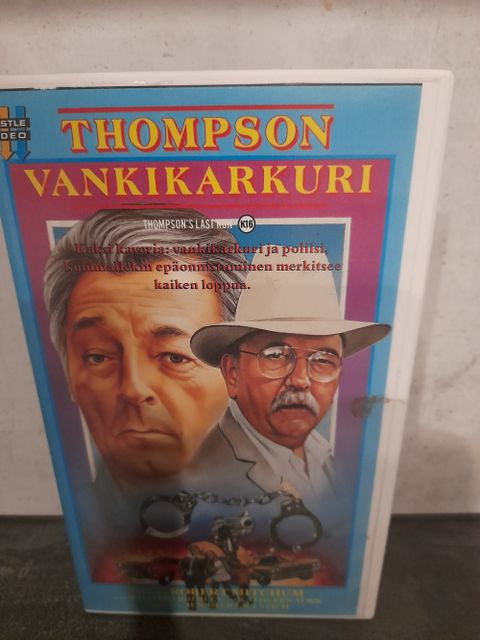 STLE
DEO
THOMPSON
VANKIKARKURI
THOMPSON'S LAST RUN K16
Kaksi kaveria: vankikarkuri ja poliisi,
kummallekin epäonnistuminen merkitsee
kaiken loppua.
ROBERT MITCHUM